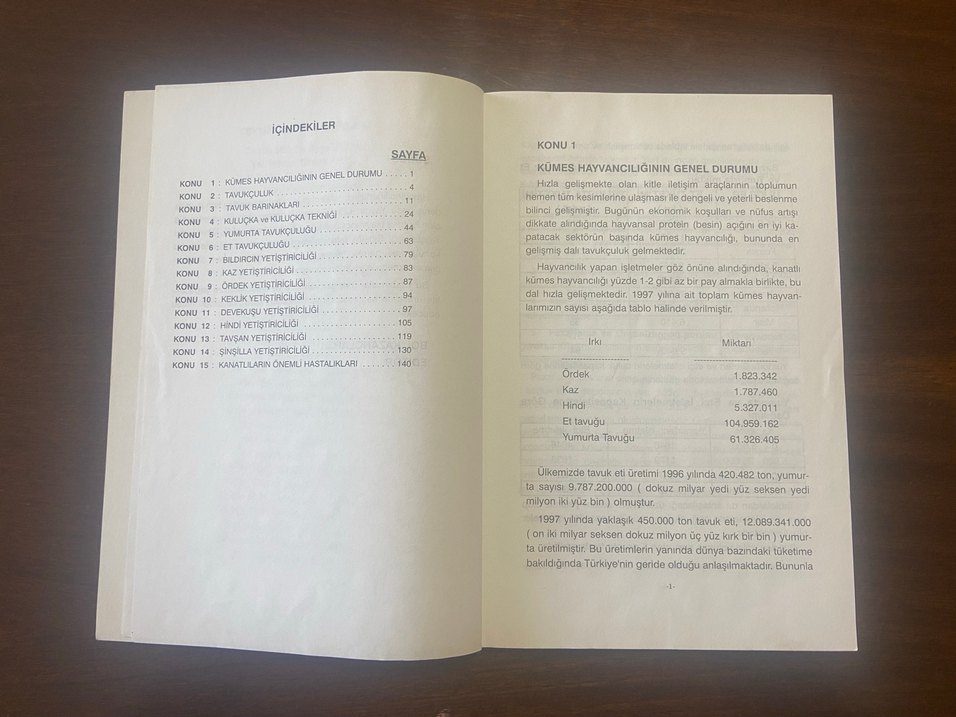 İÇİNDEKİLER
SAYFA
KONU 1 : KÜMES HAYVANCILIĞININ GENEL DURUMU ..... 1
KONU 2 : TAVUKÇULUK ................................ 4
KONU 3 : TAVUK BARINAKLARI ......................... 11
KONU 4 : KULUÇKA ve KULUÇKA TEKNİĞİ ................ 24
KONU 5 : YUMURTA TAVUKÇULUĞU ..................... 44
KONU 6 : ET TAVUKÇULUĞU ............................ 63
KONU 7 : BILDIRCIN YETİŞTİRİCİLİĞİ ..................... 79
KONU 8 : KAZ YETİŞTİRİCİLİĞİ .......................... 83
KONU 9 : ÖRDEK YETİŞTİRİCİLİĞİ ....................... 87
KONU 10 : KEKLİK YETİŞTİRİCİLİĞİ ....................... 94
KONU 11 : DEVEKUŞU YETİŞTİRİCİLİĞİ .................... 97
KONU 12 : HİNDİ YETİŞTİRİCİLİĞİ ........................ 105
KONU 13 : TAVŞAN YETİŞTİRİCİLİĞİ ...................... 119
KONU 14 : ŞİNŞİLLA YETİŞTİRİCİLİĞİ ..................... 130
KONU 15 : KANATLILARIN ÖNEMLİ HASTALIKLARI ....... 140
KONU 1
KÜMES HAYVANCILIĞININ GENEL DURUMU
Hızla gelişmekte olan kitle iletişim araçlarının toplumun
hemen tüm kesimlerine ulaşması ile dengeli ve yeterli beslenme
bilinci gelişmiştir. Bugünün ekonomik koşulları ve nüfus artışı
dikkate alındığında hayvansal protein (besin) açığını en iyi ka-
patacak sektörün başında kümes hayvancılığı, bununda en
gelişmiş dalı tavukçuluk gelmektedir.
Hayvancılık yapan işletmeler göz önüne alındığında, kanatlı
kümes hayvancılığı yüzde 1-2 gibi az bir pay almakla birlikte, bu
dal hızla gelişmektedir. 1997 yılına ait toplam kümes hayvan-
larımızın sayısı aşağıda tablo halinde verilmiştir.
Irkı Miktarı
Ördek 1.823.342
Kaz 1.787.460
Hindi 5.327.011
Et tavuğu 104.959.162
Yumurta Tavuğu 61.326.405
Ülkemizde tavuk eti üretimi 1996 yılında 420.482 ton, yumur-
ta sayısı 9.787.200.000 ( dokuz milyar yedi yüz seksen yedi
milyon iki yüz bin ) olmuştur.
1997 yılında yaklaşık 450.000 ton tavuk eti, 12.089.341.000
( on iki milyar seksen dokuz milyon üç yüz kırk bir bin ) yumur-
ta üretilmiştir. Bu üretimlerin yanında dünya bazındaki tüketime
bakıldığında Türkiye'nin geride olduğu anlaşılmaktadır. Bununla
-1-